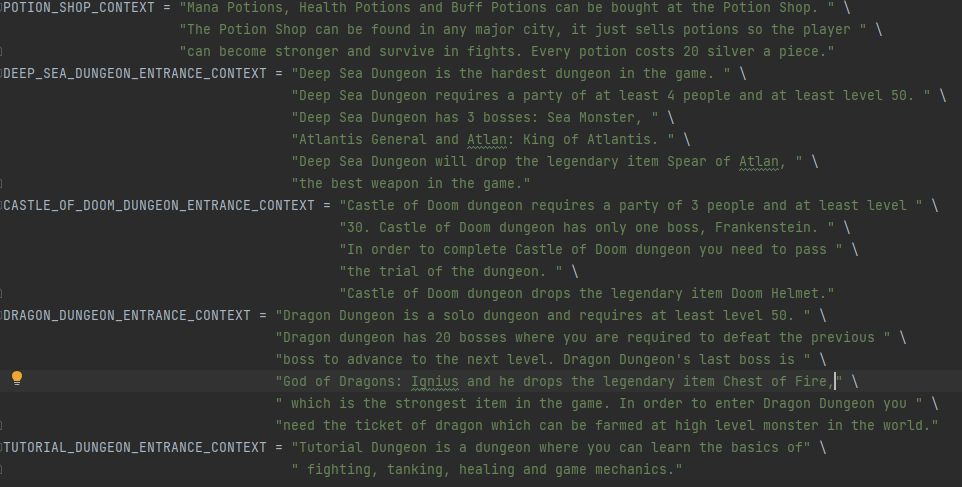 POTION_SHOP_CONTEXT = "Mana Potions, Health Potions and Buff Potions can be bought at the Potion Shop. " \
"The Potion Shop can be found in any major city, it just sells potions so the player " \
"can become stronger and survive in fights. Every potion costs 20 silver a piece."
DEEP_SEA_DUNGEON_ENTRANCE_CONTEXT = "Deep Sea Dungeon is the hardest dungeon in the game. " \
"Deep Sea Dungeon requires a party of at least 4 people and at least level 50. " \
"Deep Sea Dungeon has 3 bosses: Sea Monster, " \
"Atlantis General and Atlan: King of Atlantis. " \
"Deep Sea Dungeon will drop the legendary item Spear of Atlan, " \
"the best weapon in the game."
CASTLE_OF_DOOM_DUNGEON_ENTRANCE_CONTEXT = "Castle of Doom dungeon requires a party of 3 people and at least level " \
"30. Castle of Doom dungeon has only one boss, Frankenstein. " \
"In order to complete Castle of Doom dungeon you need to pass " \
"the trial of the dungeon. " \
"Castle of Doom dungeon drops the legendary item Doom Helmet."
DRAGON_DUNGEON_ENTRANCE_CONTEXT = "Dragon Dungeon is a solo dungeon and requires at least level 50. " \
"Dragon dungeon has 20 bosses where you are required to defeat the previous " \
"boss to advance to the next level. Dragon Dungeon's last boss is " \
"God of Dragons: Ignius and he drops the legendary item Chest of Fire," \
" which is the strongest item in the game. In order to enter Dragon Dungeon you " \
"need the ticket of dragon which can be farmed at high level monster in the world."
TUTORIAL_DUNGEON_ENTRANCE_CONTEXT = "Tutorial Dungeon is a dungeon where you can learn the basics of" \
" fighting, tanking, healing and game mechanics."